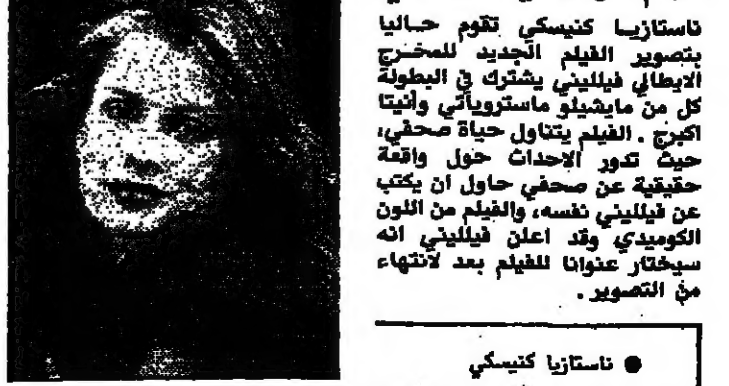 ناستازيا كنيسكي تقوم حاليا
بتصوير الفيلم الجديد للمخرج
الايطالي فيلليني يشترك في البطولة
كل من مايشيلو ماسترويأتي وأنيتا
اكبرج . الفيلم يتناول حياة صحفي،
حيث تدور الاحداث حول واقعة
حقيقية عن صحفي حاول ان يكتب
عن فيلليني نفسه، والفيلم من اللون
الكوميدي وقد اعلن فيلليني انه
سيختار عنوانا للفيلم بعد لانتهاء
من التصوير .
● ناستازيا كنيسكي